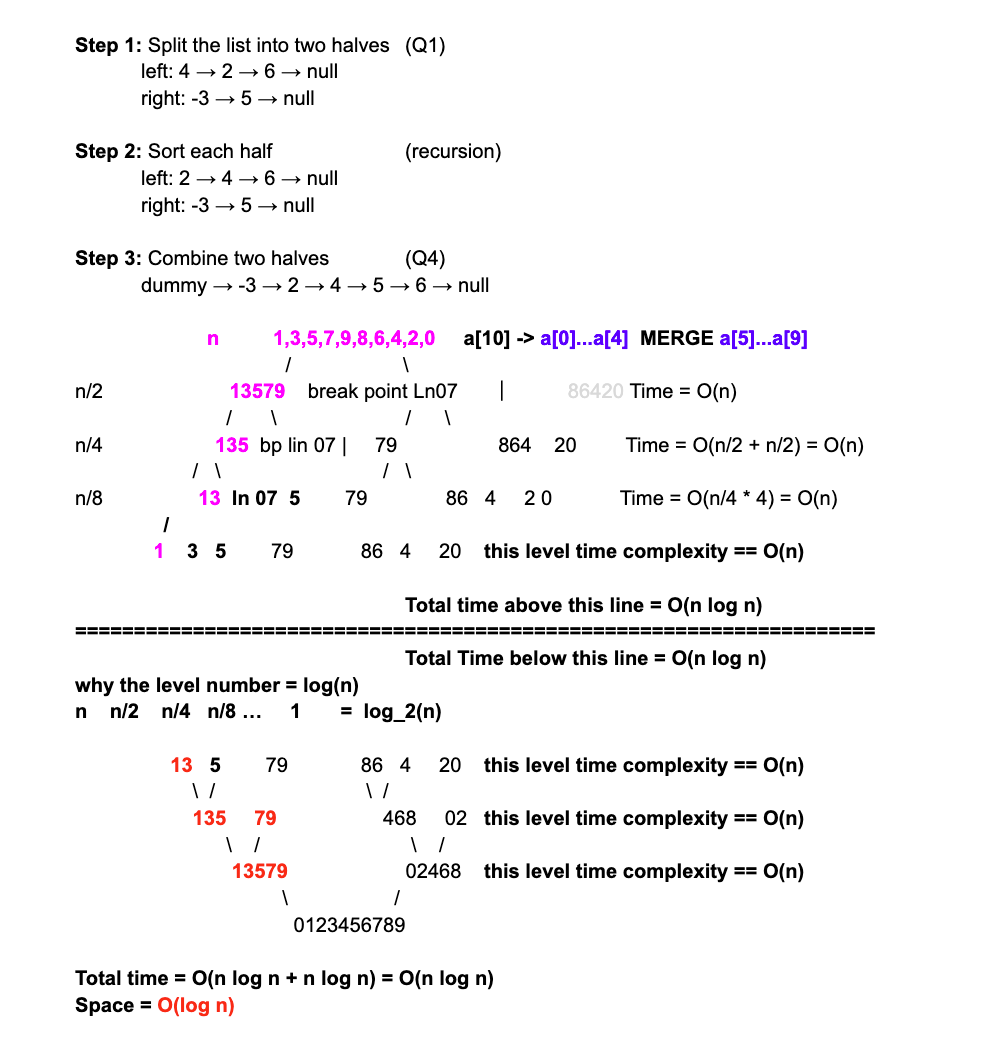 Step 1: Split the list into two halves (Q1)
left: 4 → 2 → 6 → null
right: -3 → 5 → null
Step 2: Sort each half (recursion)
left: 2 → 4 → 6 → null
right: -3 → 5 → null
Step 3: Combine two halves (Q4)
dummy → -3 → 2 → 4 → 5 → 6 → null
n 1,3,5,7,9,8,6,4,2,0 a[10] -> a[0]...a[4] MERGE a[5]...a[9]
/ \
n/2 13579 break point Ln07 | 86420 Time = O(n)
/ \ / \
n/4 135 bp lin 07 | 79 864 20 Time = O(n/2 + n/2) = O(n)
/ \ / \
n/8 13 ln 07 5 79 86 4 2 0 Time = O(n/4 * 4) = O(n)
/
1 3 5 79 86 4 20 this level time complexity == O(n)
Total time above this line = O(n log n)
====================================================================
Total Time below this line = O(n log n)
why the level number = log(n)
n n/2 n/4 n/8 … 1 = log_2(n)
13 5 79 86 4 20 this level time complexity == O(n)
\ / \ /
135 79 468 02 this level time complexity == O(n)
\ / \ /
13579 02468 this level time complexity == O(n)
\ /
0123456789
Total time = O(n log n + n log n) = O(n log n)
Space = O(log n)